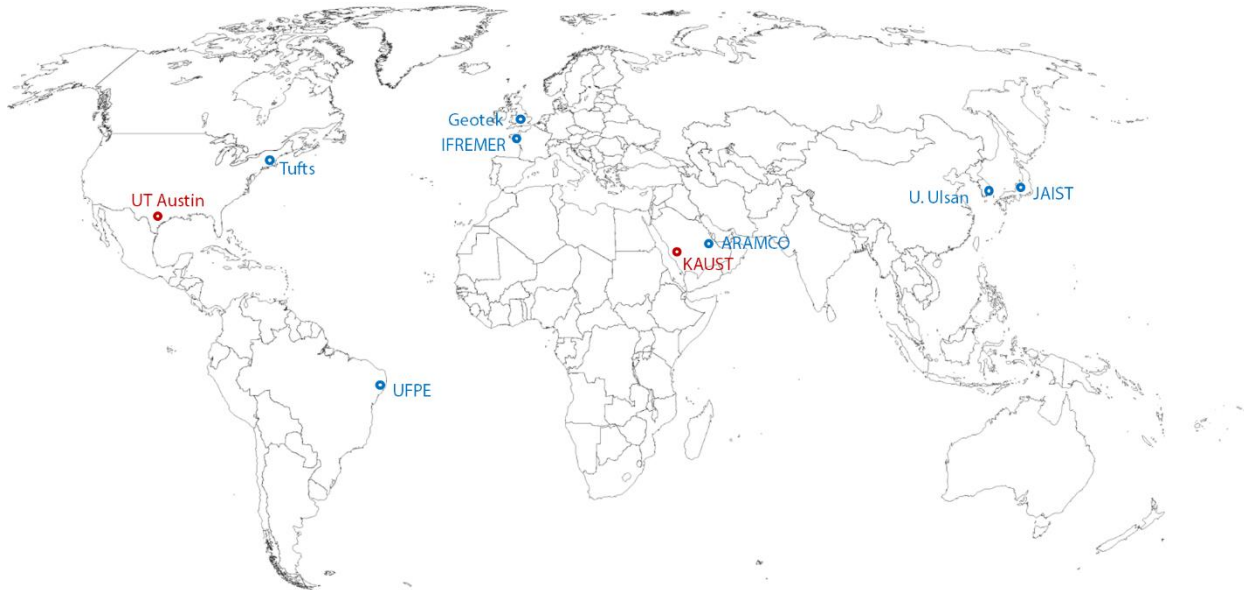 Geotek
IFREMER
Tufts
UT Austin
U. Ulsan
JAIST
ARAMCO
KAUST
UFPE